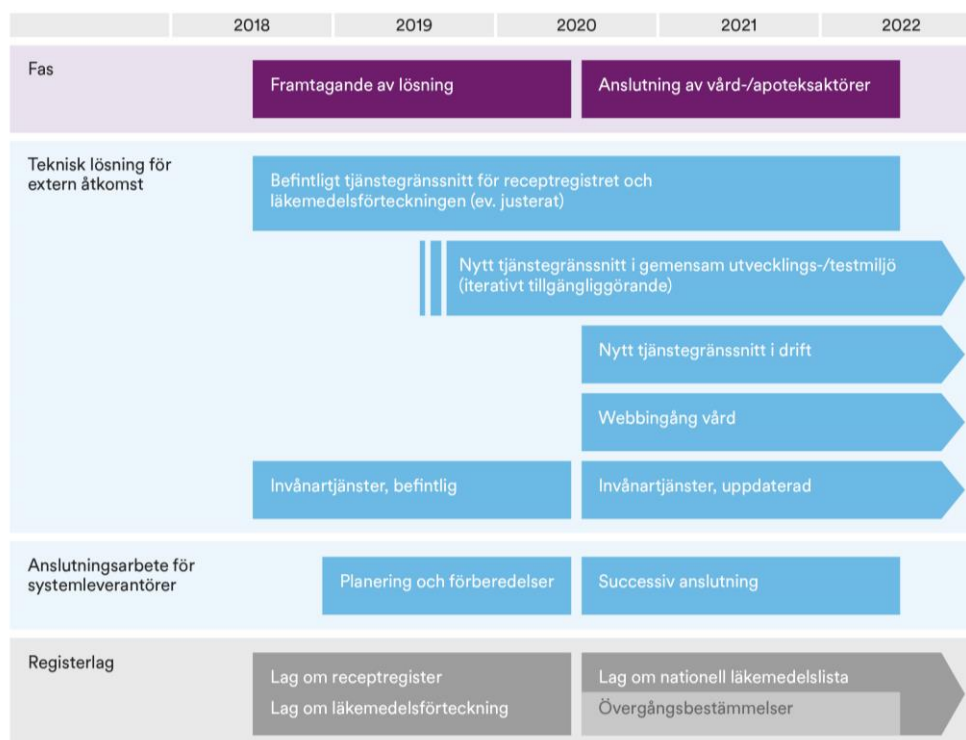 2018 2019 2020 2021 2022
Fas
Framtagande av lösning
Anslutning av vård-/apoteksaktörer
Teknisk lösning för
extern åtkomst
Befintligt tjänstegränssnitt för receptregistret och
läkemedelsförteckningen (ev. justerat)
Nytt tjänstegränssnitt i gemensam utvecklings-/testmiljö
(iterativt tillgängliggörande)
Nytt tjänstegränssnitt i drift
Webbingång vård
Invånartjänster, befintlig
Invånartjänster, uppdaterad
Anslutningsarbete för
systemleverantörer
Planering och förberedelser
Successiv anslutning
Registerlag
Lag om receptregister
Lag om läkemedelsförteckning
Lag om nationell läkemedelslista
Övergångsbestämmelser